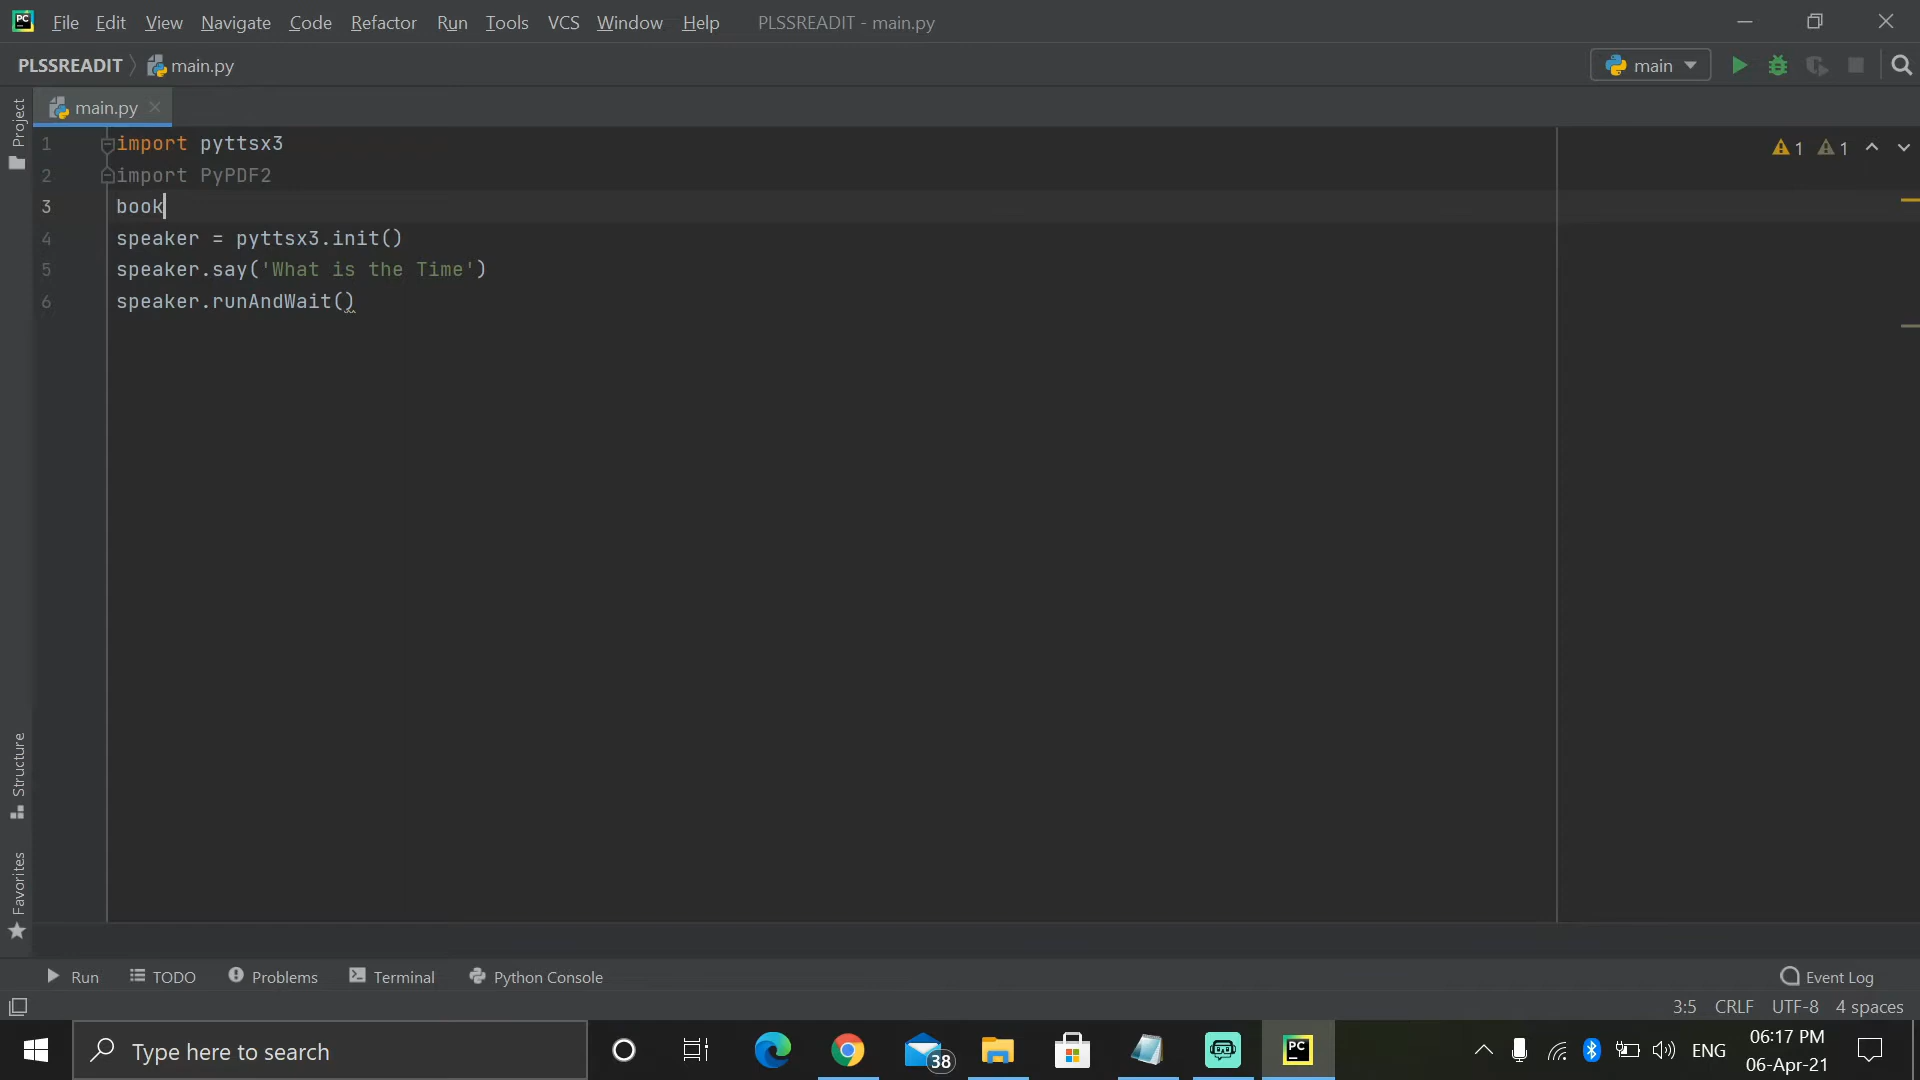 PC File Edit View Navigate Code Refactor Run Tools VCS Window Help PLSSREADIT - main.py
PLSSREADIT main.py main
main.py
Project
1 import pyttsx3
1 1
2 import PyPDF2
3 book
4 speaker = pyttsx3.init()
5 speaker.say('What is the Time')
6 speaker.runAndWait()
Structure
Favorites
Run TODO Problems Terminal Python Console Event Log
3:5 CRLF UTF-8 4 spaces
Type here to search 38 PC ENG 06:17 PM
06-Apr-21